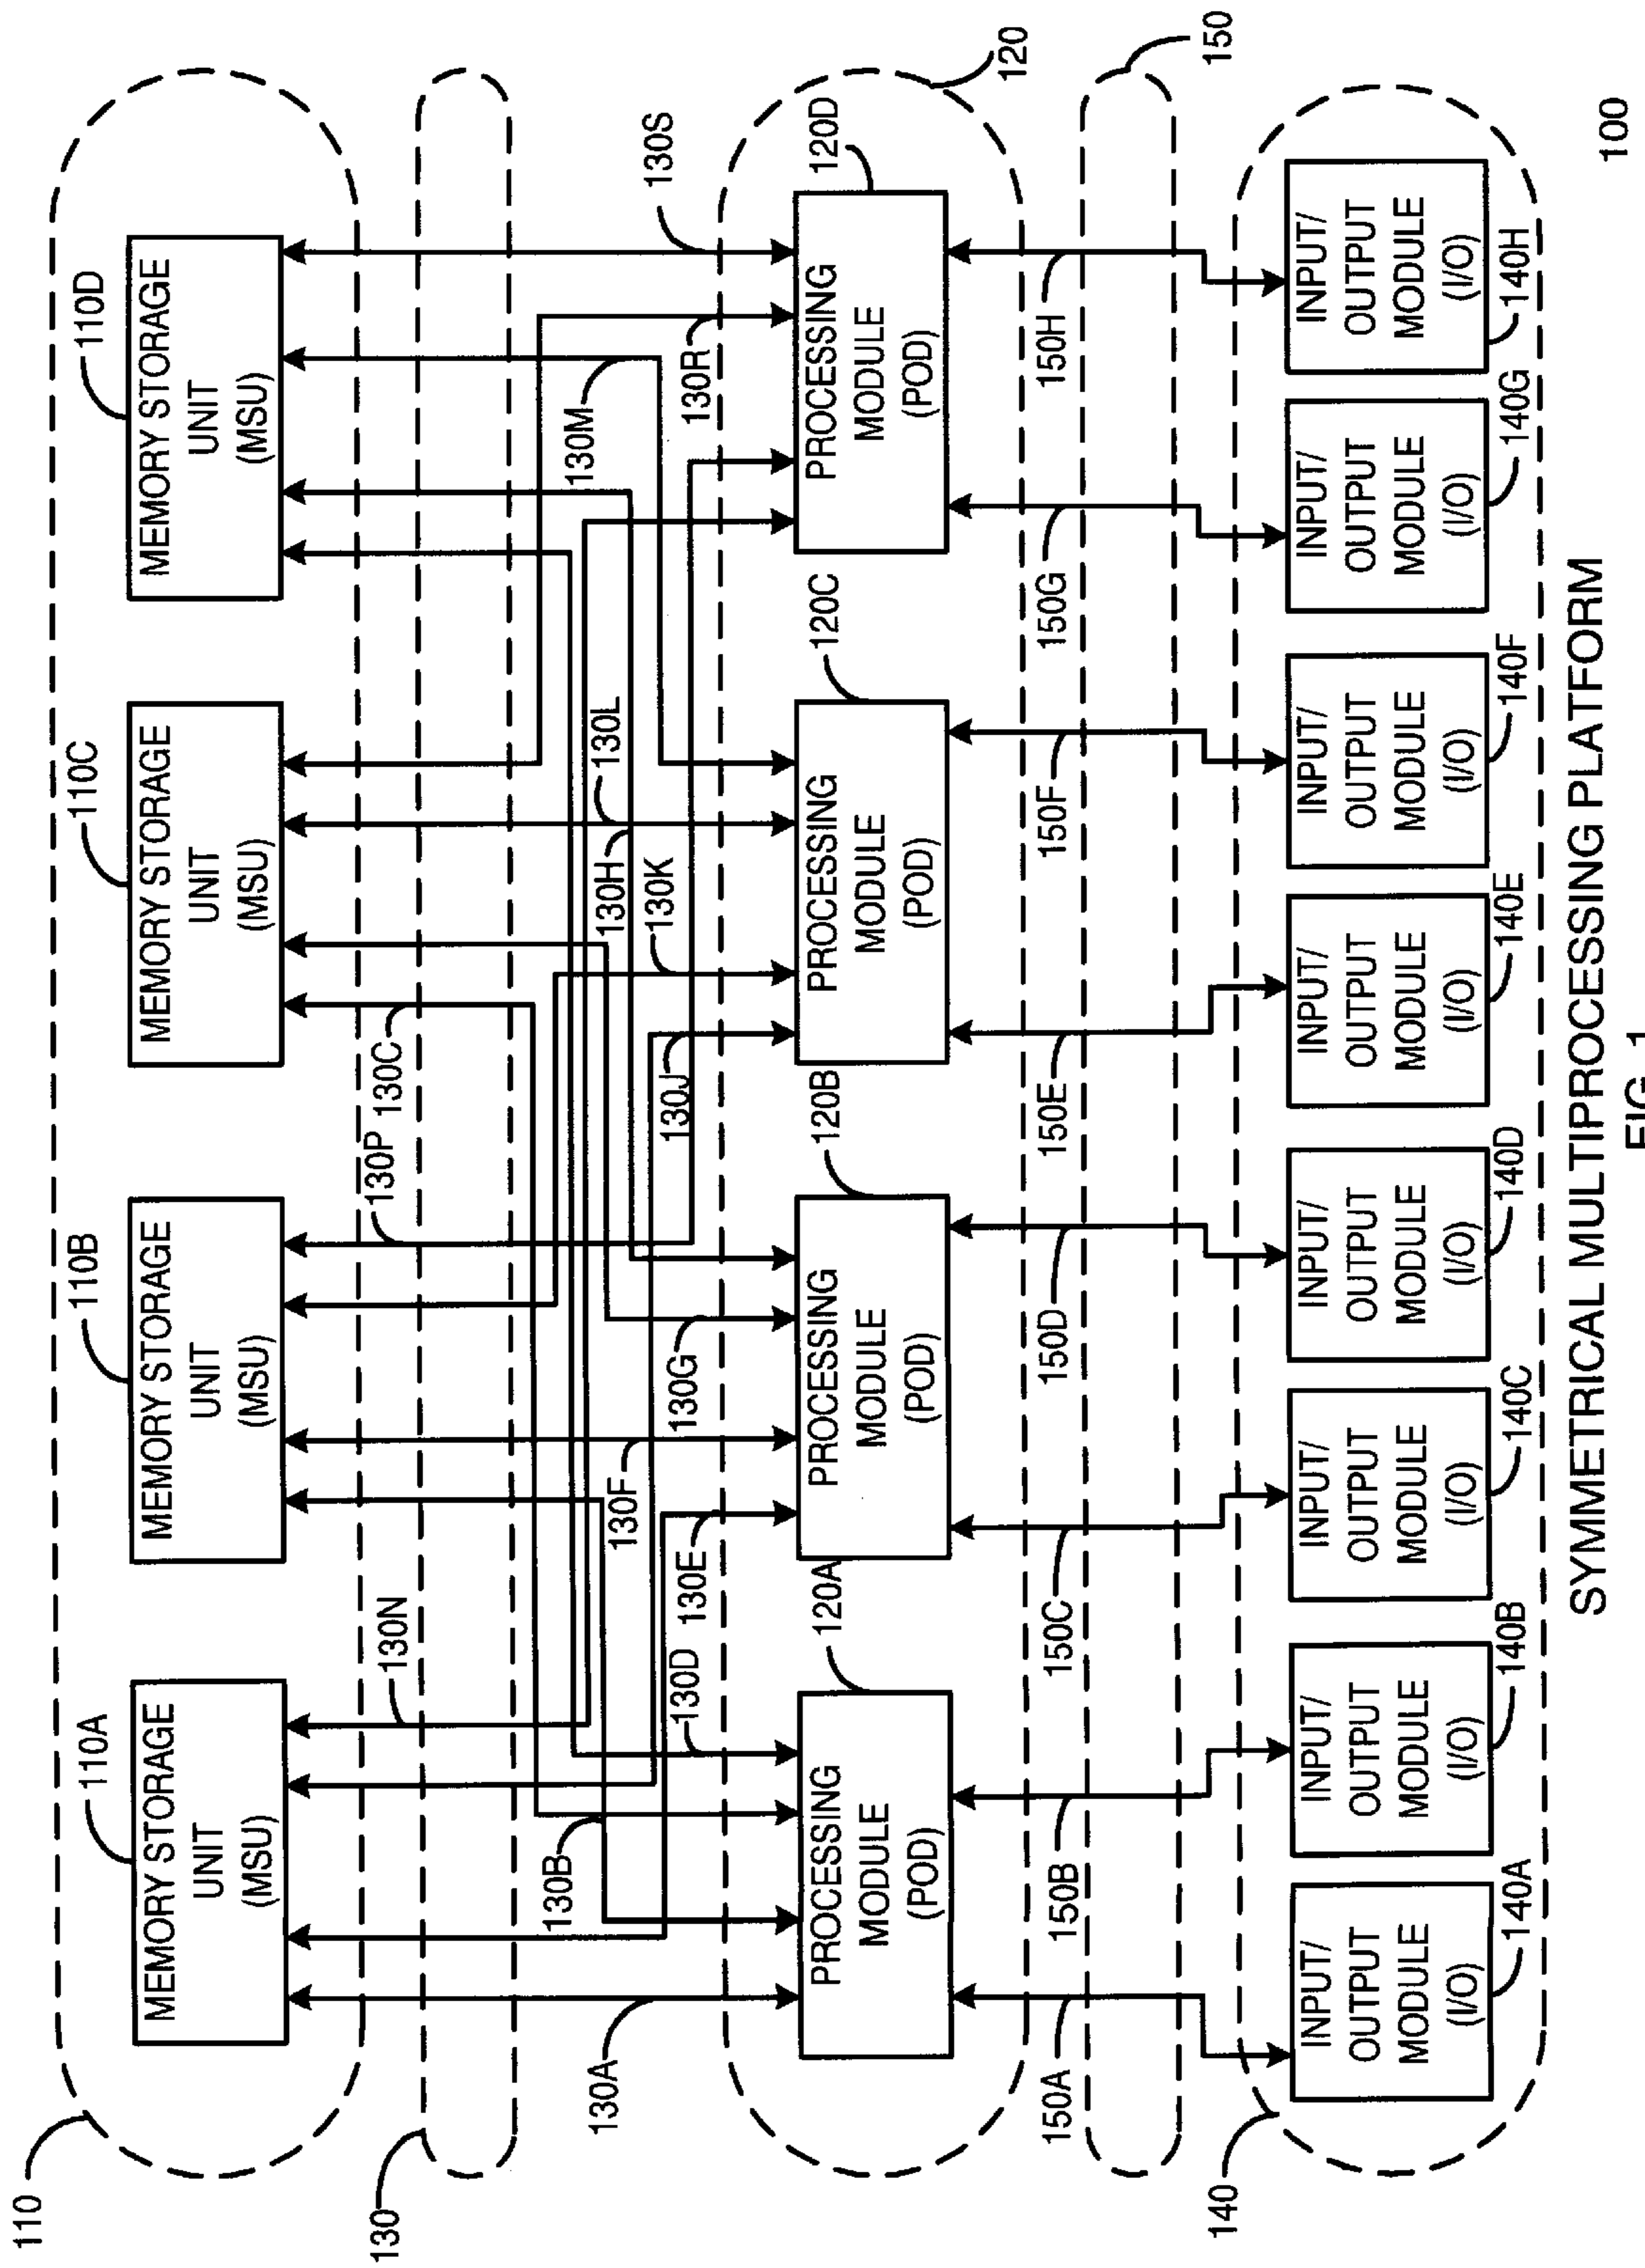 110
110A
110B
110C
110D
MEMORY STORAGE
UNIT
(MSU)
MEMORY STORAGE
UNIT
(MSU)
MEMORY STORAGE
UNIT
(MSU)
MEMORY STORAGE
UNIT
(MSU)
130
130N
130P
130C
130A
130B
130D
130E
130F
130G
130J
130K
130H
130L
130M
130R
130S
120
120A
120B
120C
120D
PROCESSING
MODULE
(POD)
PROCESSING
MODULE
(POD)
PROCESSING
MODULE
(POD)
PROCESSING
MODULE
(POD)
150A
150B
150C
150D
150E
150F
150G
150H
150
140
INPUT/
OUTPUT
MODULE
(I/O)
140A
INPUT/
OUTPUT
MODULE
(I/O)
140B
INPUT/
OUTPUT
MODULE
(I/O)
140C
INPUT/
OUTPUT
MODULE
(I/O)
140D
INPUT/
OUTPUT
MODULE
(I/O)
140E
INPUT/
OUTPUT
MODULE
(I/O)
140F
INPUT/
OUTPUT
MODULE
(I/O)
140G
INPUT/
OUTPUT
MODULE
(I/O)
140H
100
SYMMETRICAL MULTIPROCESSING PLATFORM
FIG. 1